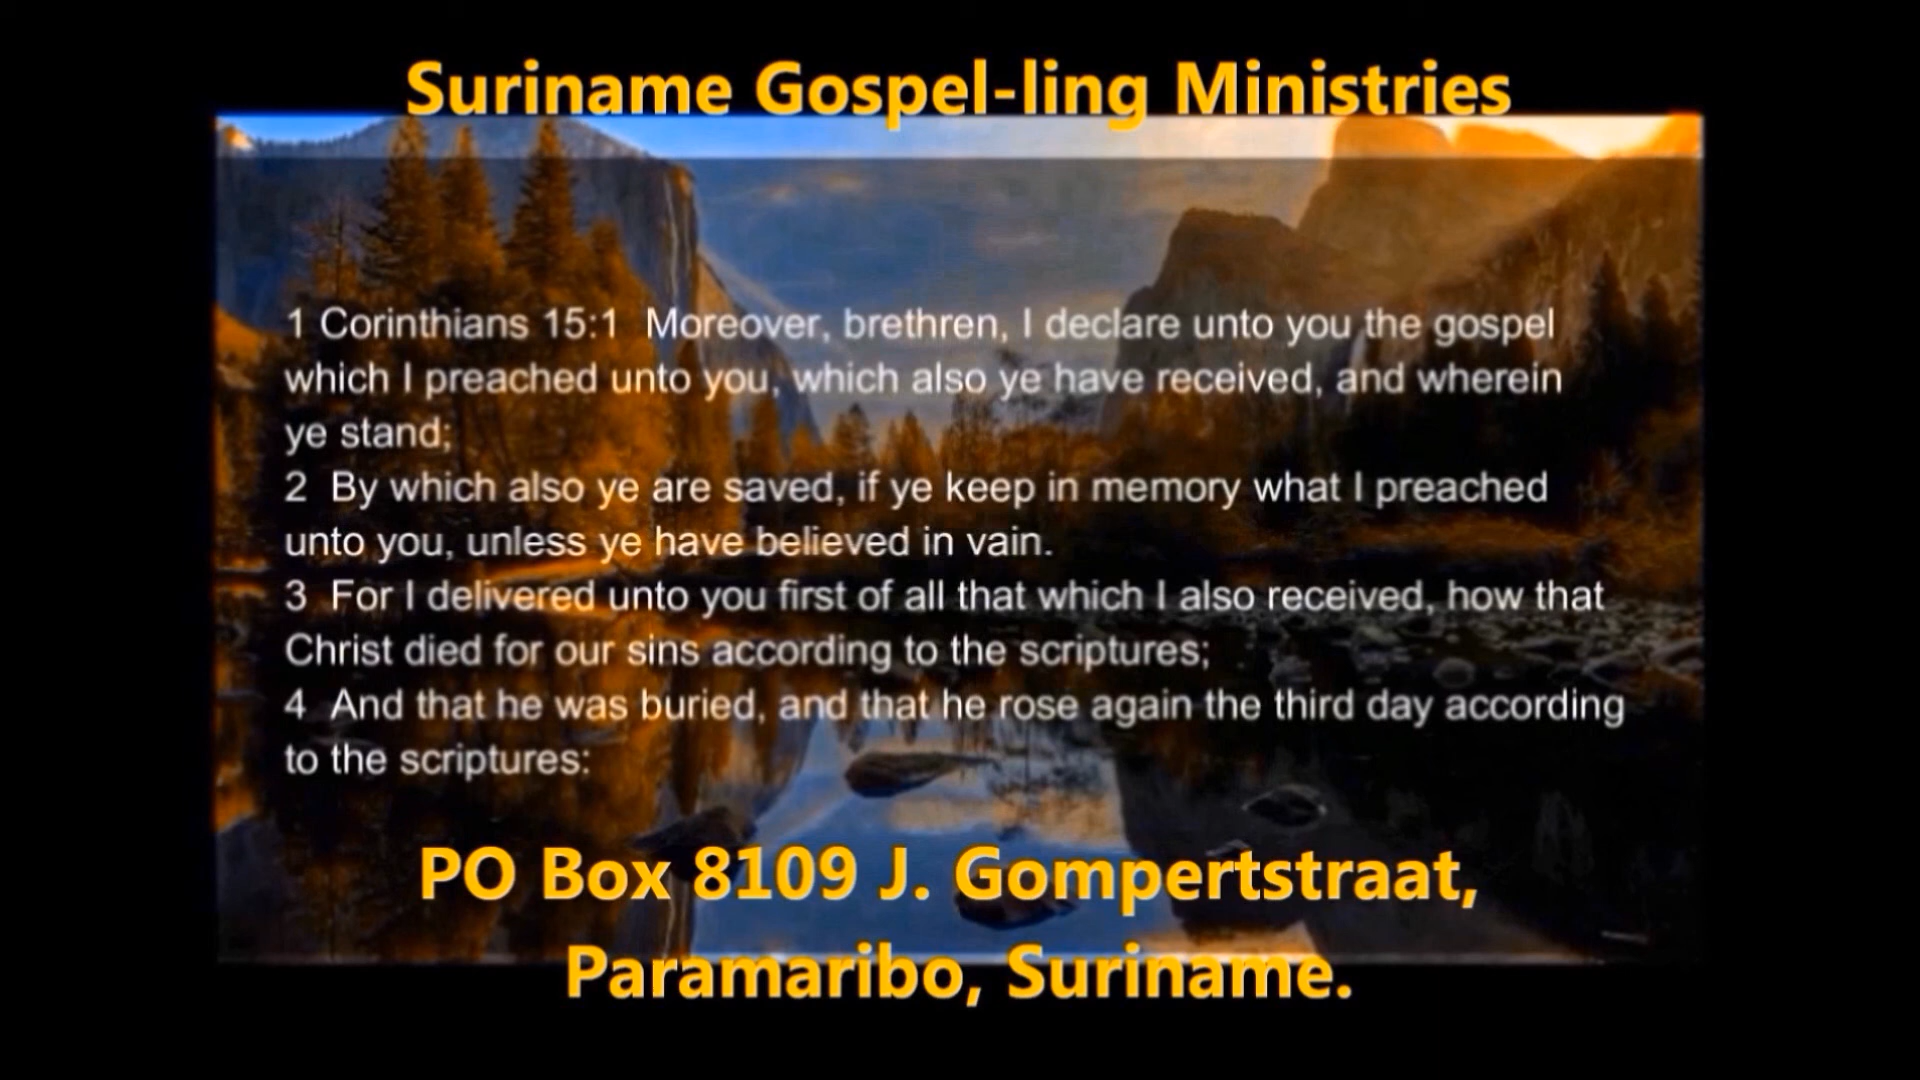 Suriname Gospel-ling Ministries
1 Corinthians 15:1  Moreover, brethren, I declare unto you the gospel
which I preached unto you, which also ye have received, and wherein
ye stand;
2  By which also ye are saved, if ye keep in memory what I preached
unto you, unless ye have believed in vain.
3  For I delivered unto you first of all that which I also received, how that
Christ died for our sins according to the scriptures;
4  And that he was buried, and that he rose again the third day according
to the scriptures:
PO Box 8109 J. Gompertstraat,
Paramaribo, Suriname.